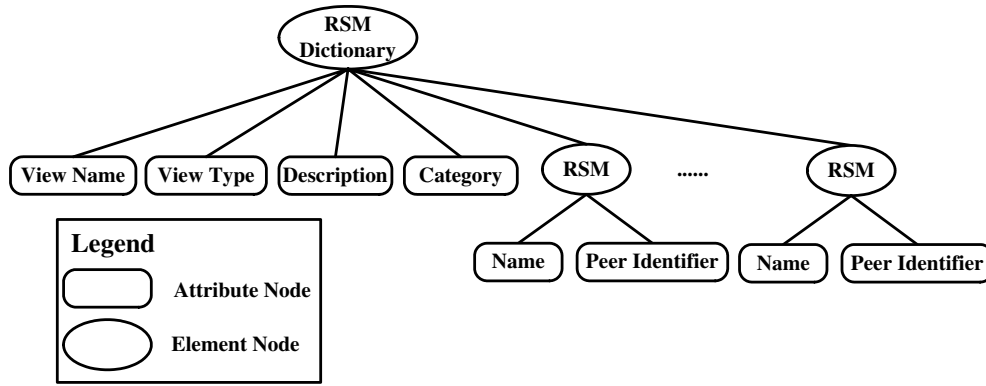 RSM
Dictionary
View Name
View Type
Description
Category
RSM
......
RSM
Name
Peer Identifier
Name
Peer Identifier
Legend
Attribute Node
Element Node